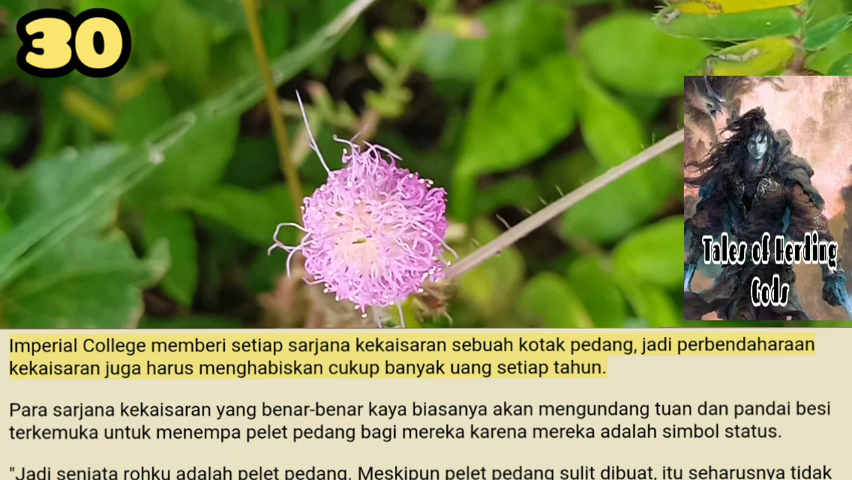 30
Tales of Herding
Gods
Imperial College memberi setiap sarjana kekaisaran sebuah kotak pedang, jadi perbendaharaan
kekaisaran juga harus menghabiskan cukup banyak uang setiap tahun.
Para sarjana kekaisaran yang benar-benar kaya biasanya akan mengundang tuan dan pandai besi
terkemuka untuk menempa pelet pedang bagi mereka karena mereka adalah simbol status.
"Jadi senjata rohku adalah pelet pedang. Meskipun pelet pedang sulit dibuat, itu seharusnya tidak